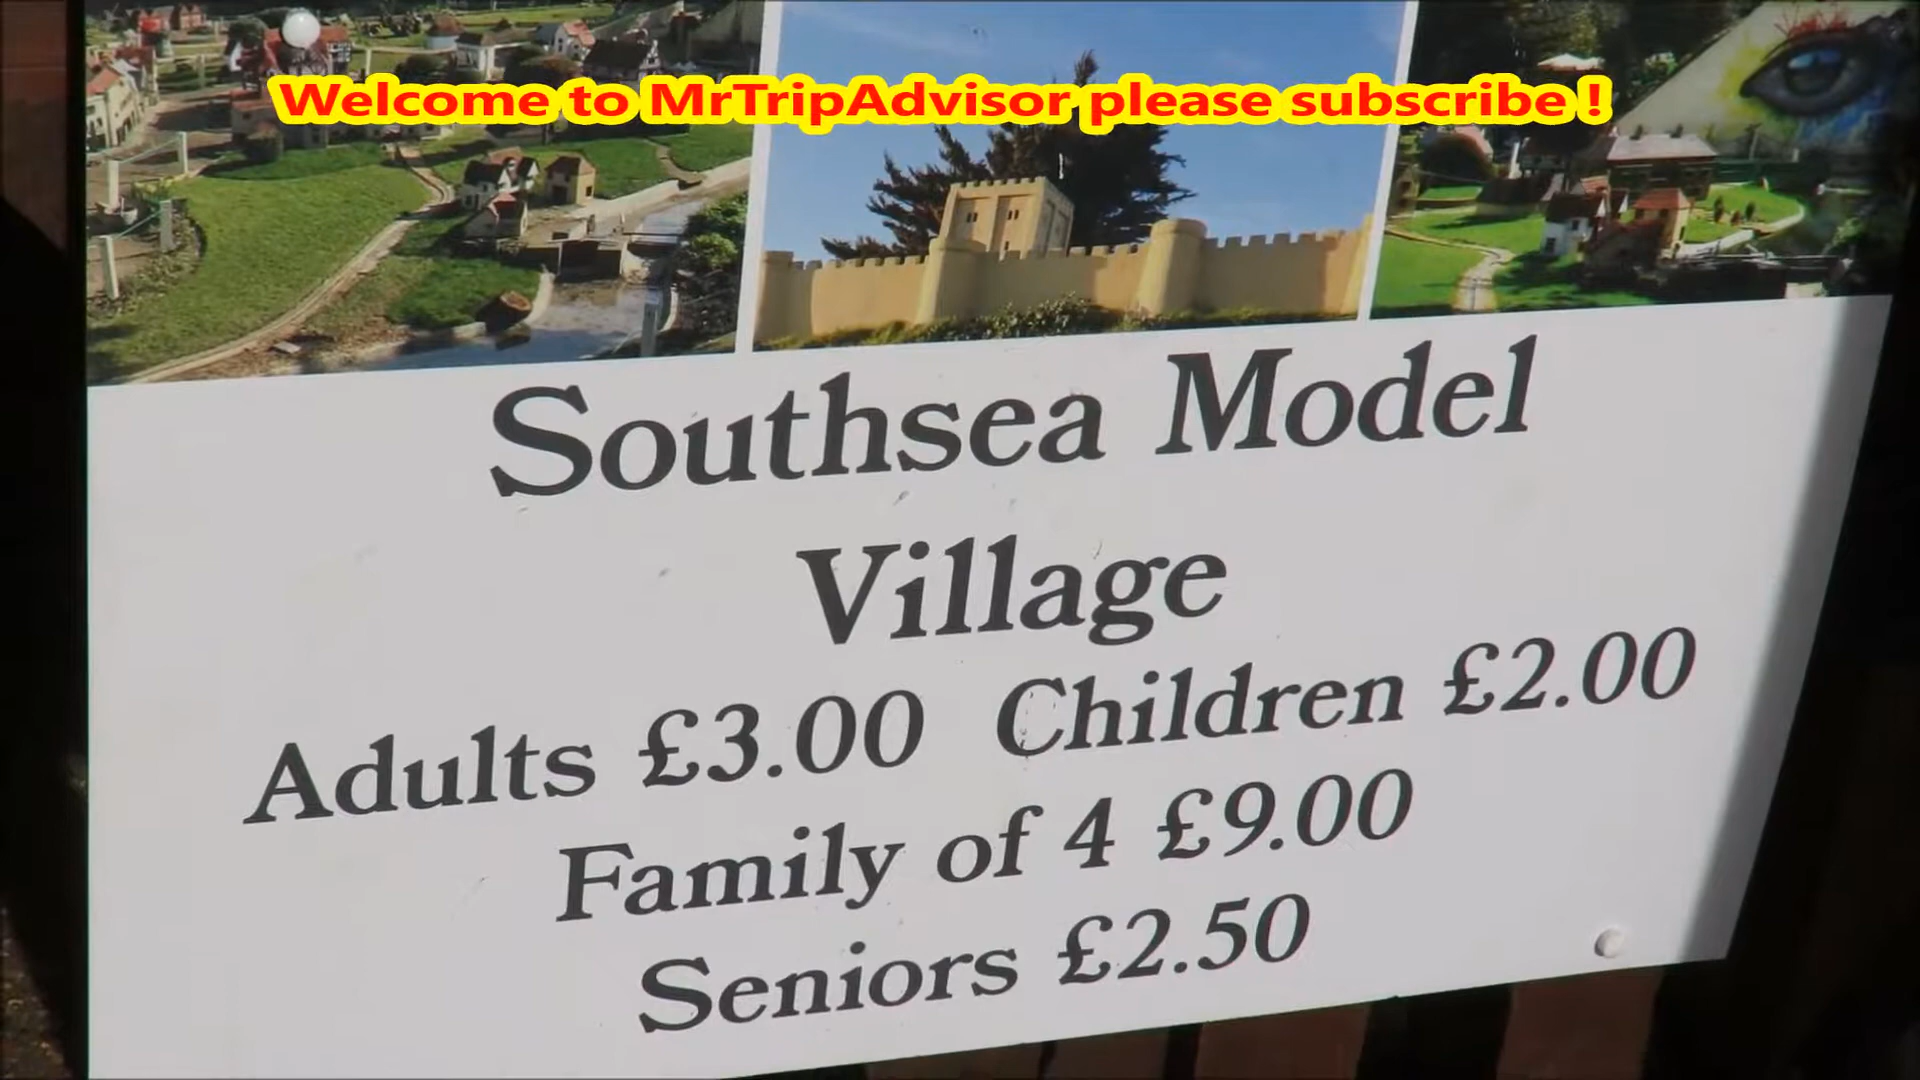 Welcome to MrTripAdvisor please subscribe !
Southsea Model
Village
Adults £3.00 Children £2.00
Family of 4 £9.00
Seniors £2.50